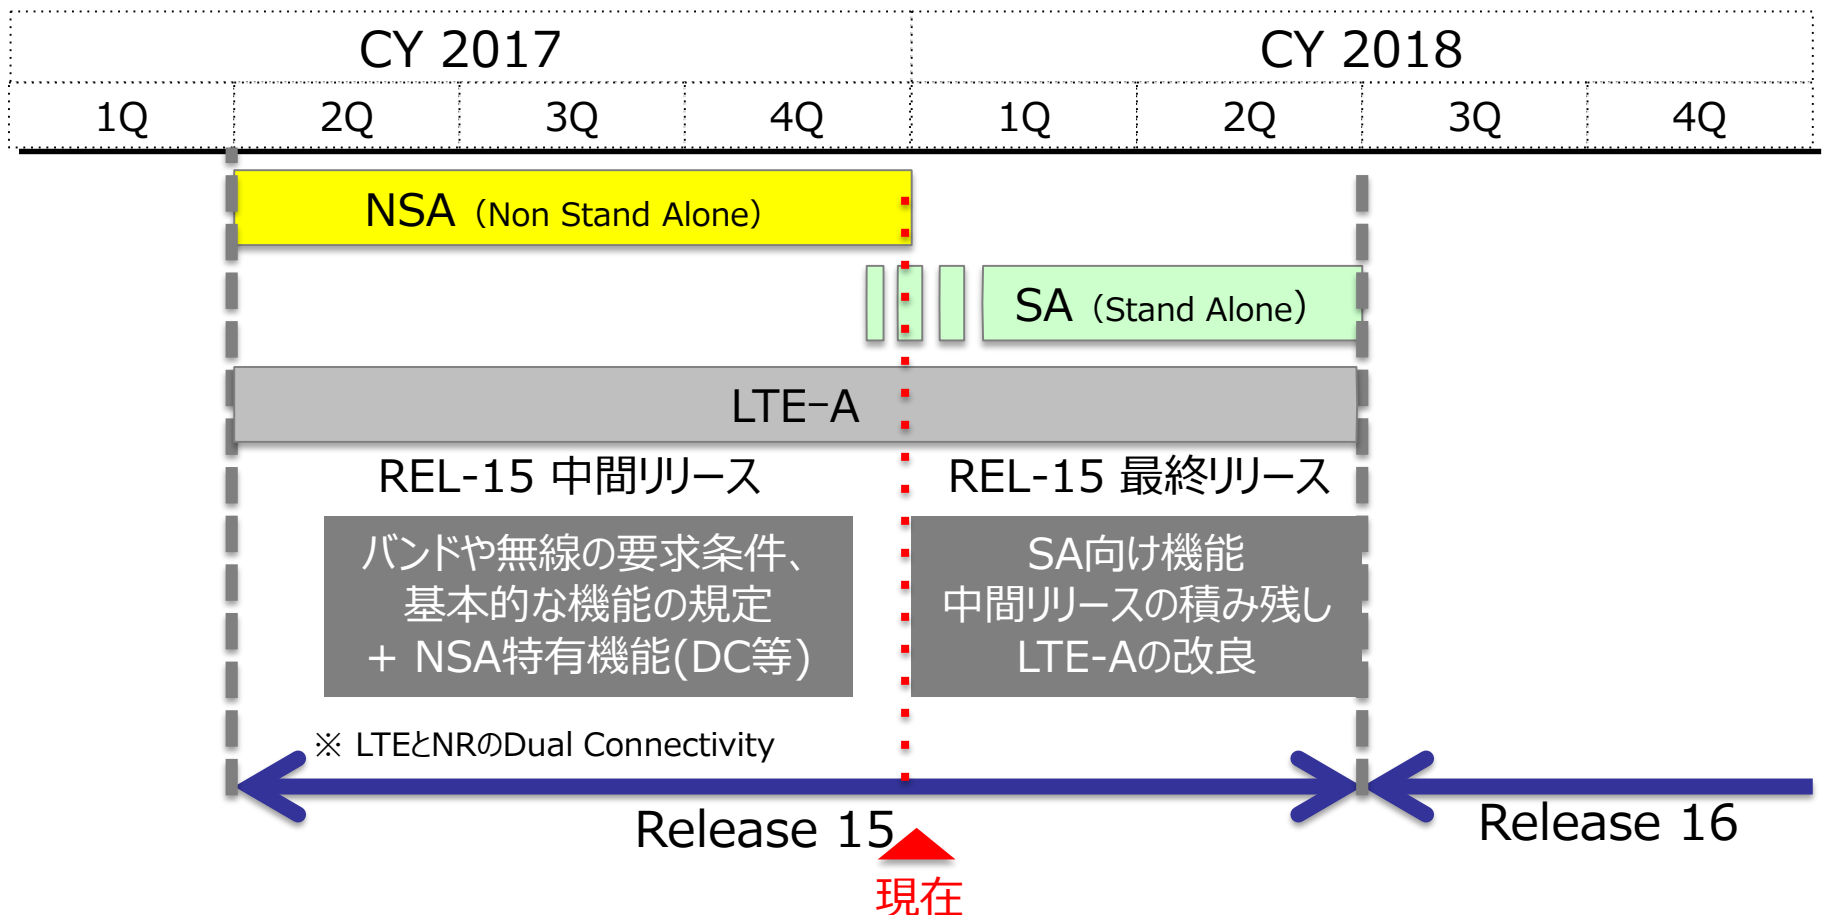 CY 2017
CY 2018
1Q
2Q
3Q
4Q
1Q
2Q
3Q
4Q
NSA（Non Stand Alone）
SA（Stand Alone）
LTE-A
REL-15 中間リリース
REL-15 最終リリース
バンドや無線の要求条件、
基本的な機能の規定
+ NSA特有機能(DC等)
SA向け機能
中間リリースの積み残し
LTE-Aの改良
※ LTEとNRのDual Connectivity
Release 15
Release 16
現在